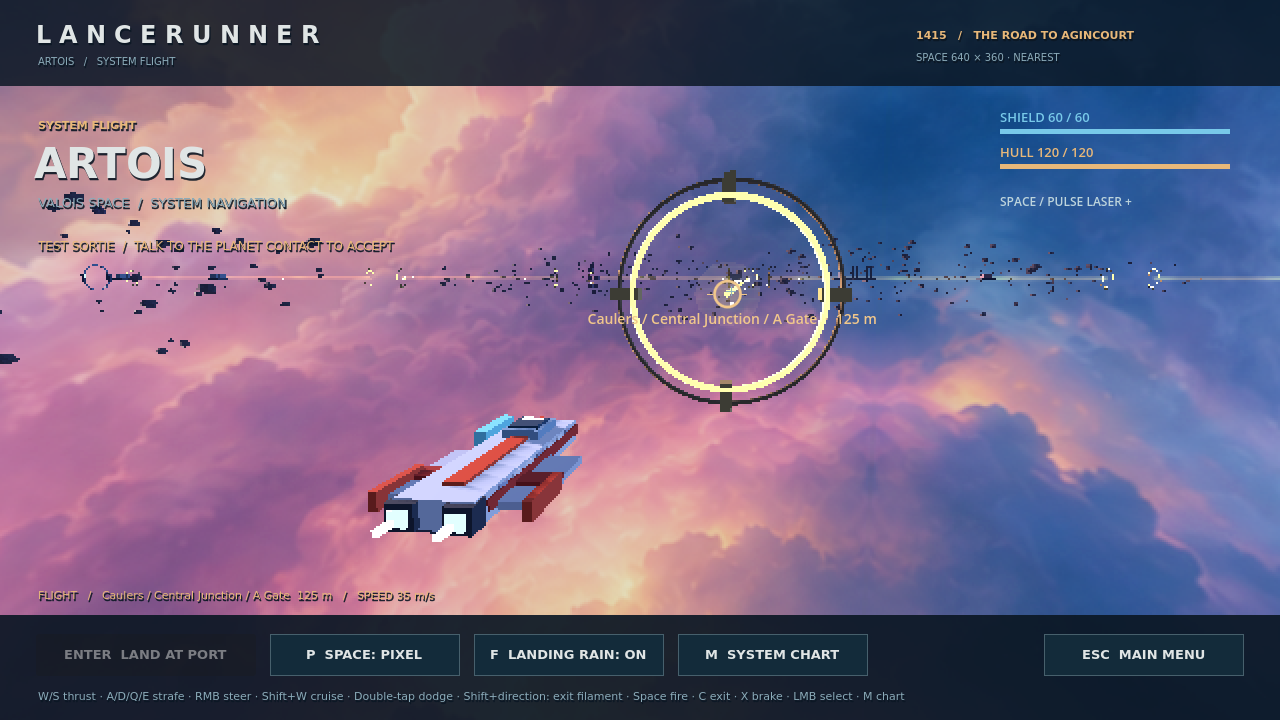 LANCERUNNER
ARTOIS / SYSTEM FLIGHT
1415 / THE ROAD TO AGINCOURT
SPACE 640 × 360 · NEAREST
SYSTEM FLIGHT
ARTOIS
VALOIS SPACE / SYSTEM NAVIGATION
TEST SORTIE / TALK TO THE PLANET CONTACT TO ACCEPT
SHIELD 60 / 60
HULL 120 / 120
SPACE / PULSE LASER +
Caulers / Central Junction / A Gate 125 m
FLIGHT / Caulers / Central Junction / A Gate 125 m / SPEED 35 m/s
ENTER LAND AT PORT
P SPACE: PIXEL
F LANDING RAIN: ON
M SYSTEM CHART
ESC MAIN MENU
W/S thrust · A/D/Q/E strafe · RMB steer · Shift+W cruise · Double-tap dodge · Shift+direction: exit filament · Space fire · C exit · X brake · LMB select · M chart